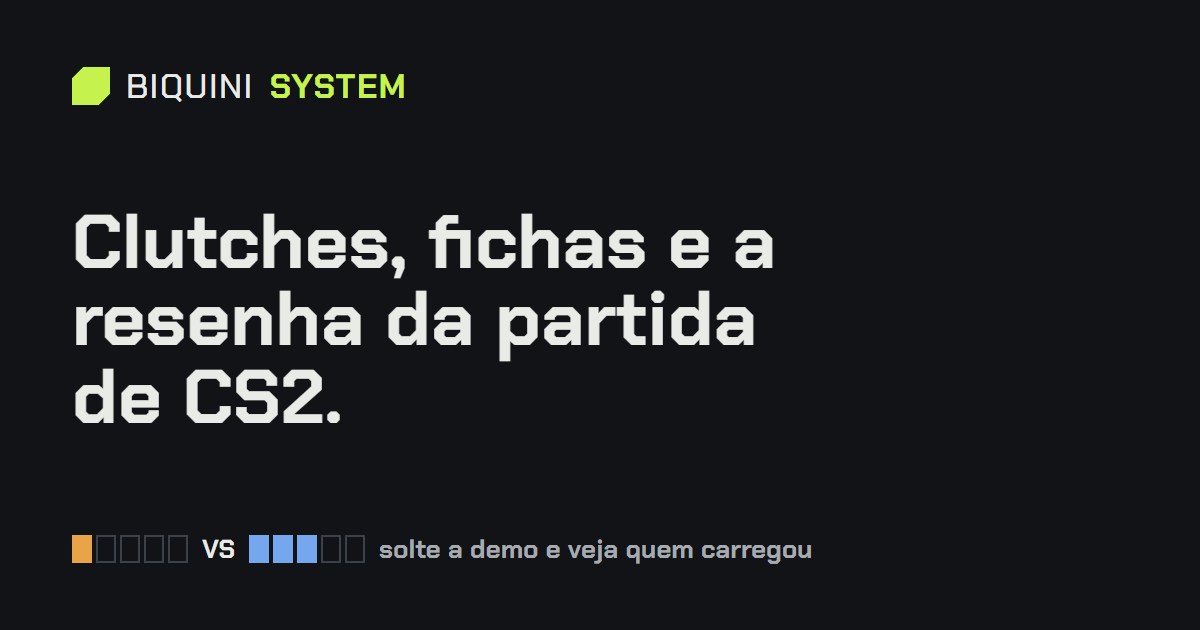 BIQUINI SYSTEM
Clutches, fichas e a
resenha da partida
de CS2.
VS solte a demo e veja quem carregou